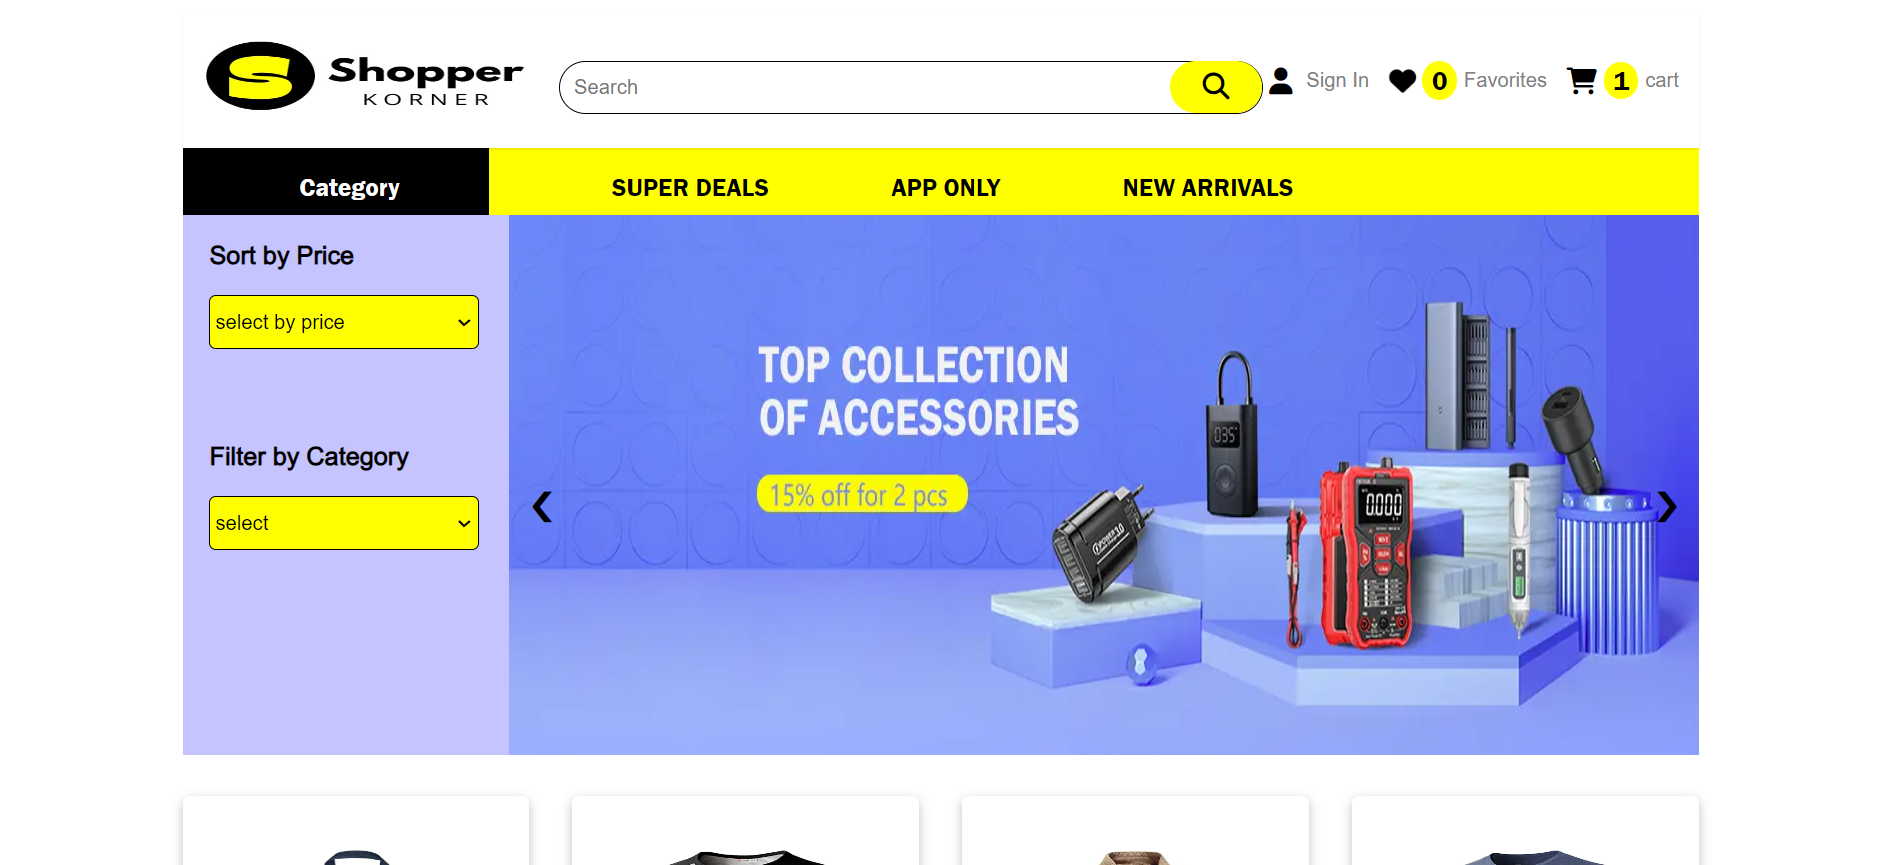 Shopper
KORNER
Search
Sign In
0
Favorites
1
cart
Category
SUPER DEALS
APP ONLY
NEW ARRIVALS
Sort by Price
select by price
Filter by Category
select
TOP COLLECTION
OF ACCESSORIES
15% off for 2 pcs
035
0.000